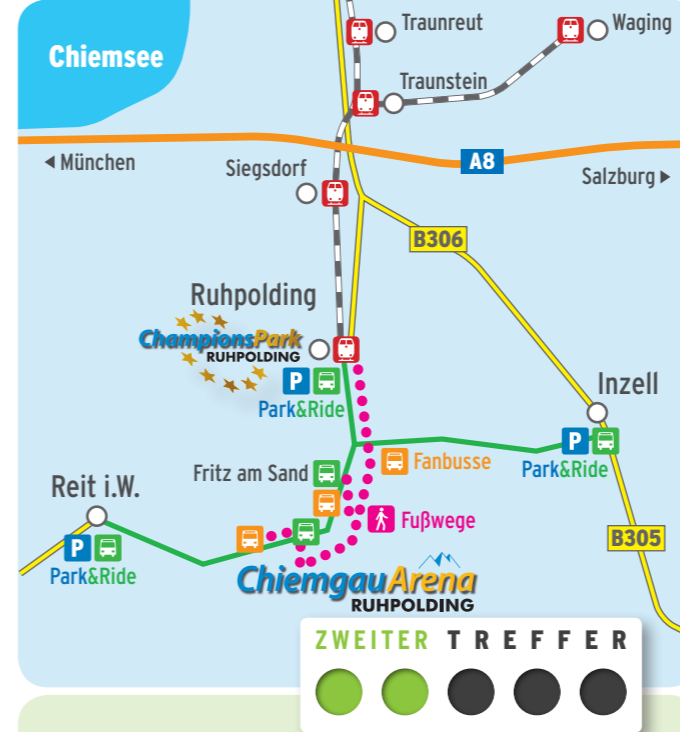 Traunreut
Waging
Chiemsee
Traunstein
◄ München
Siegsdorf
A8
Salzburg ►
B306
Ruhpolding
ChampionsPark
RUHPOLDING
P
Park&Ride
Inzell
P
Park&Ride
Fanbusse
Fritz am Sand
Reit i.W.
Fußwege
P
Park&Ride
B305
ChiemgauArena
RUHPOLDING
ZWEITER TREFFER